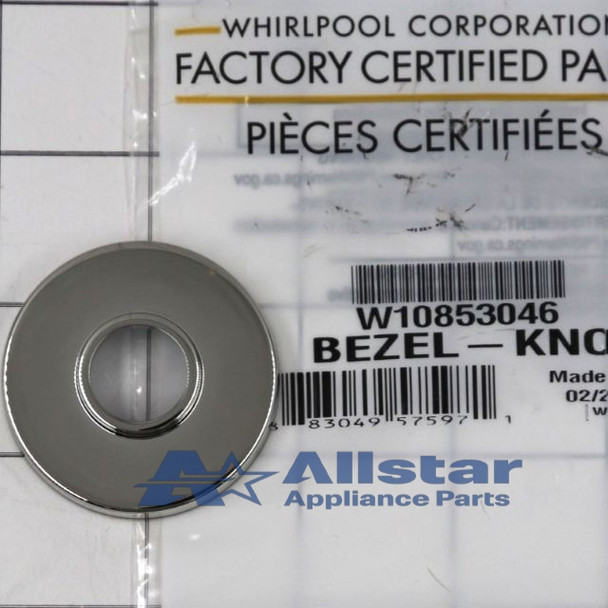 WHIRLPOOL CORPORATION
FACTORY CERTIFIED PA
PIÈCES CERTIFIÉES
W10853046
BEZEL-KNO
Made
02/2
W
83049 57597 1
Allstar
Appliance Parts